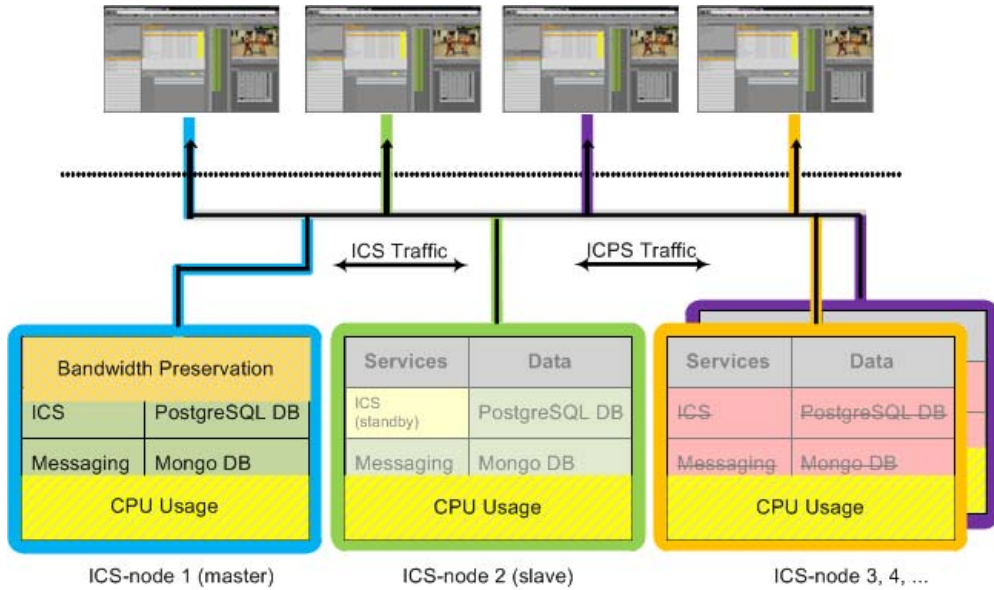 ICS Traffic
ICPS Traffic
Bandwidth Preservation
ICS
PostgreSQL DB
Messaging
Mongo DB
CPU Usage
Services
Data
ICS
(standby)
PostgreSQL DB
Messaging
Mongo DB
CPU Usage
Services
Data
ICS
PostgreSQL DB
Messaging
Mongo DB
CPU Usage
ICS-node 1 (master)
ICS-node 2 (slave)
ICS-node 3, 4, ...